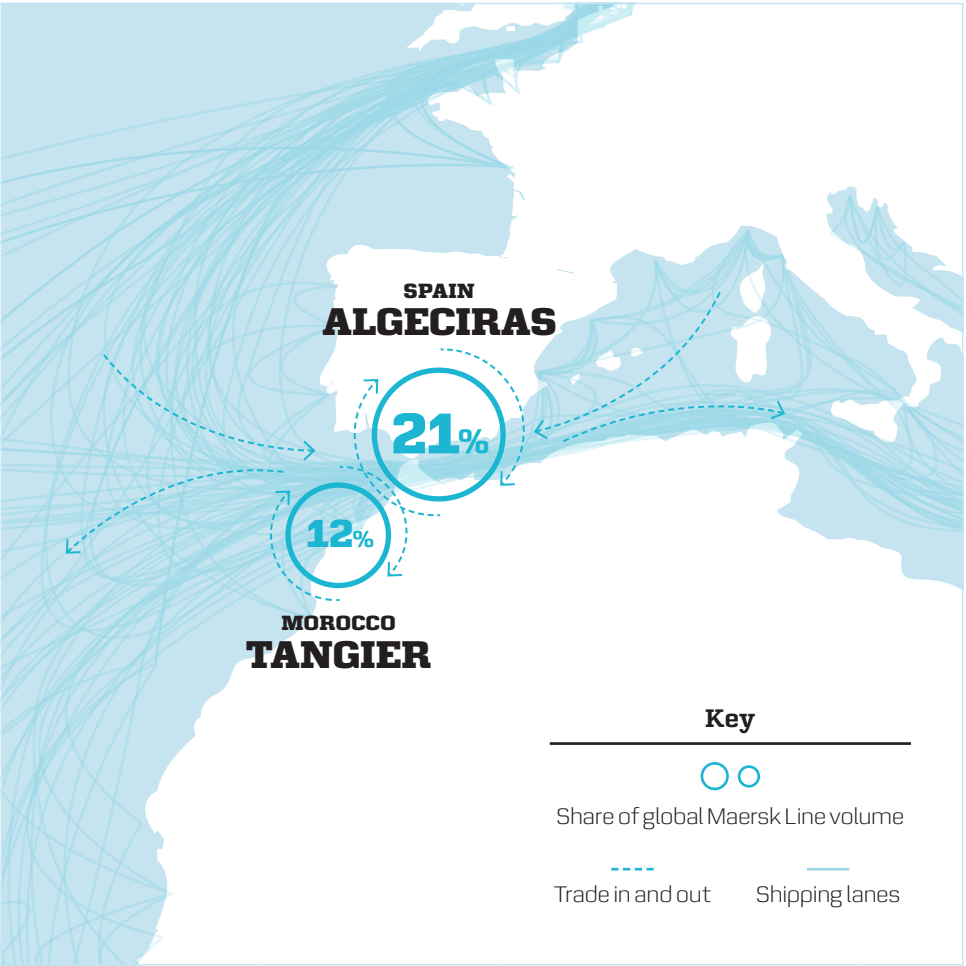 SPAIN
ALGECIRAS
21%
12%
MOROCCO
TANGIER
Key
Share of global Maersk Line volume
Trade in and out
Shipping lanes